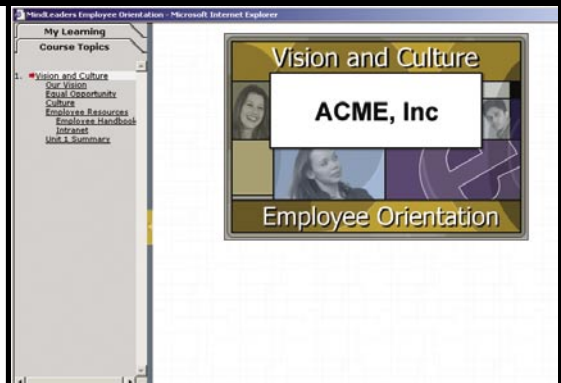 MindLeaders Employee Orientation - Microsoft Internet Explorer
My Learning
Course Topics
1. Vision and Culture
Our Vision
Equal Opportunity
Culture
Employee Resources
Employee Handbook
Intranet
Unit 1 Summary
Vision and Culture
ACME, Inc
Employee Orientation